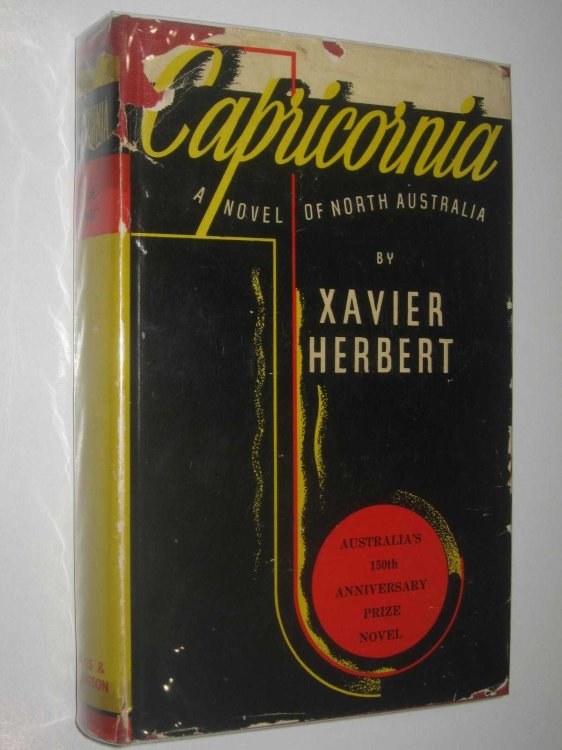 Capricornia
A NOVEL OF NORTH AUSTRALIA
BY
XAVIER
HERBERT
AUSTRALIA'S
150th
ANNIVERSARY
PRIZE
NOVEL
&